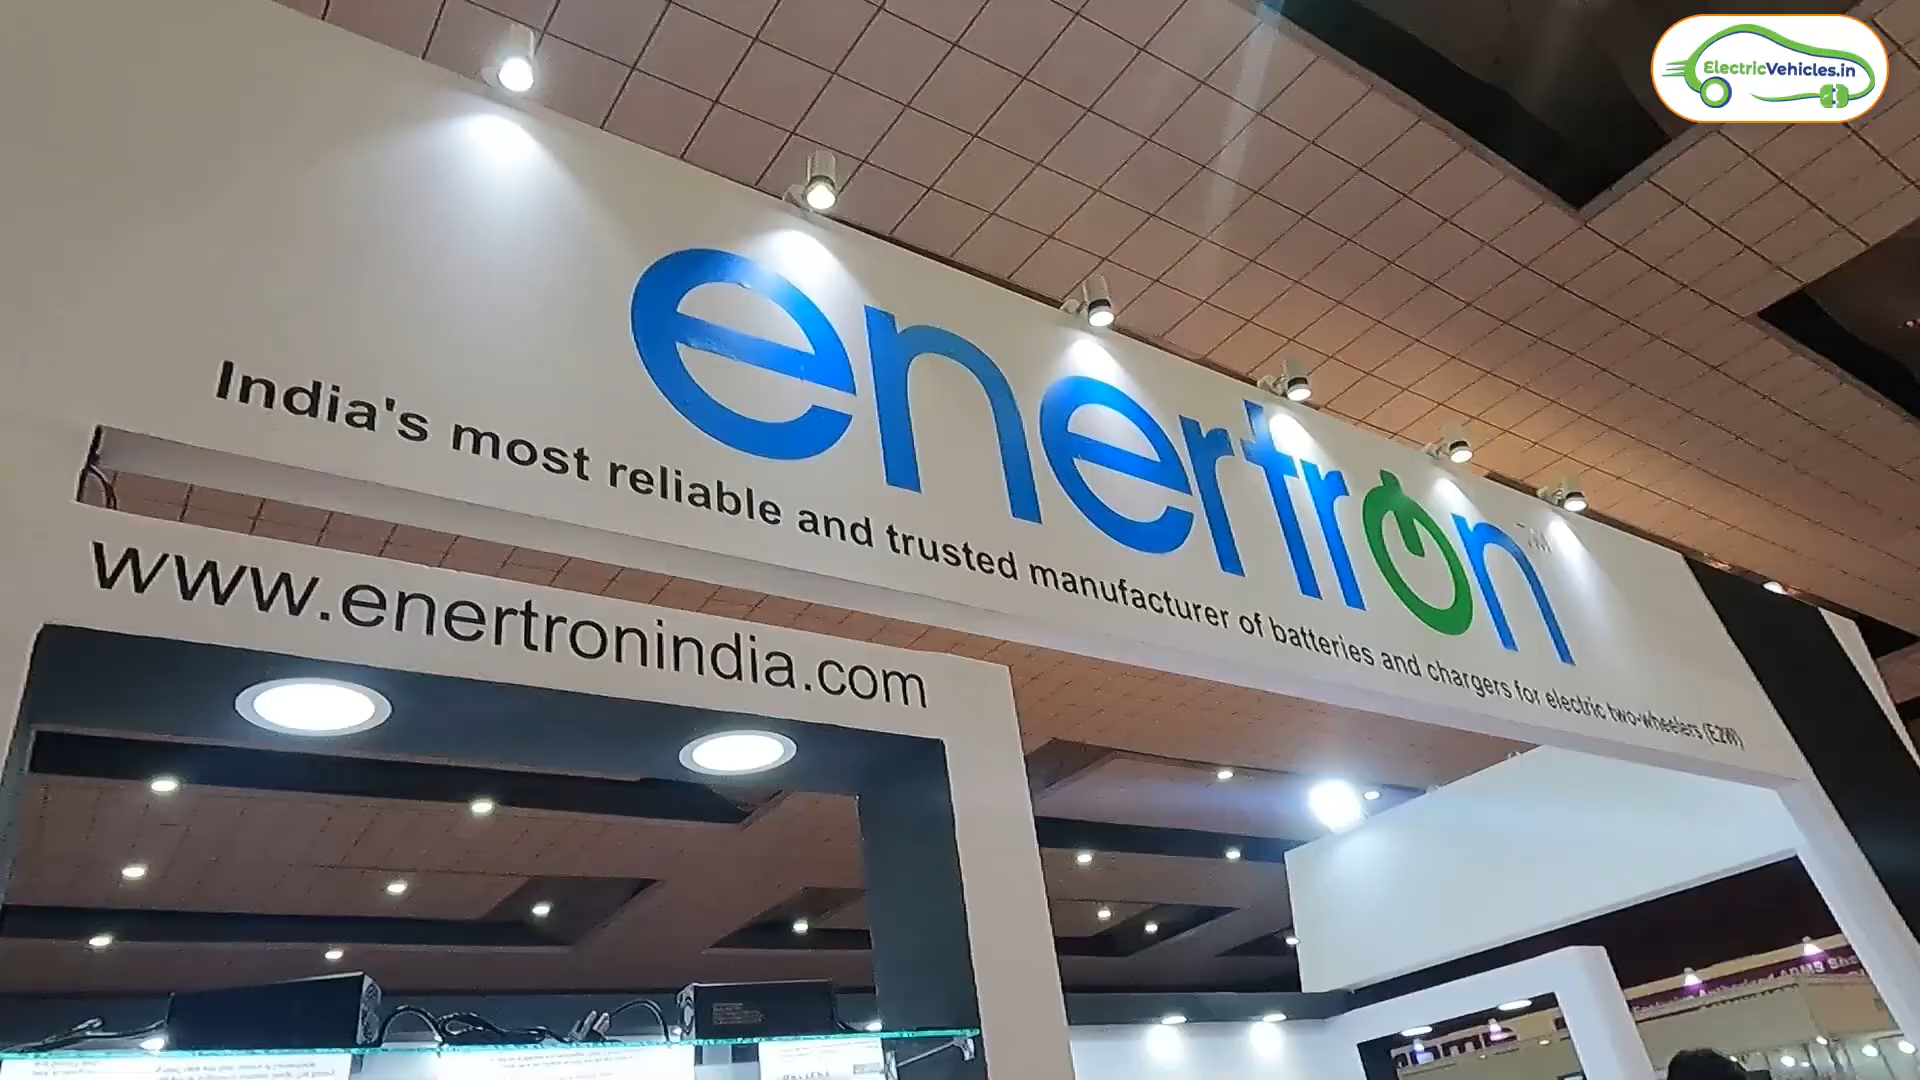 ElectricVehicles.in
enertron
TM
India's most reliable and trusted manufacturer of batteries and chargers for electric two-wheelers (E2W)
www.enertronindia.com